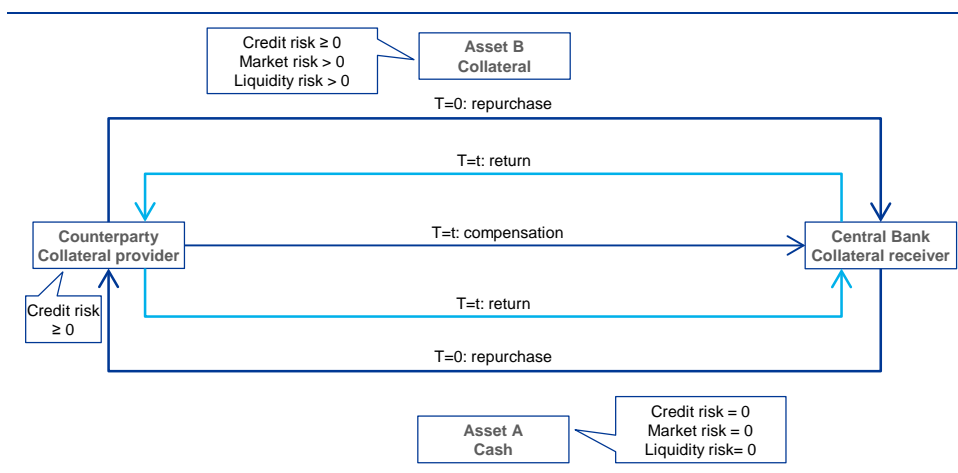 Credit risk ≥ 0
Market risk > 0
Liquidity risk > 0
Asset B
Collateral
T=0: repurchase
T=t: return
Counterparty
Collateral provider
T=t: compensation
Central Bank
Collateral receiver
Credit risk
≥ 0
T=t: return
T=0: repurchase
Asset A
Cash
Credit risk = 0
Market risk = 0
Liquidity risk= 0